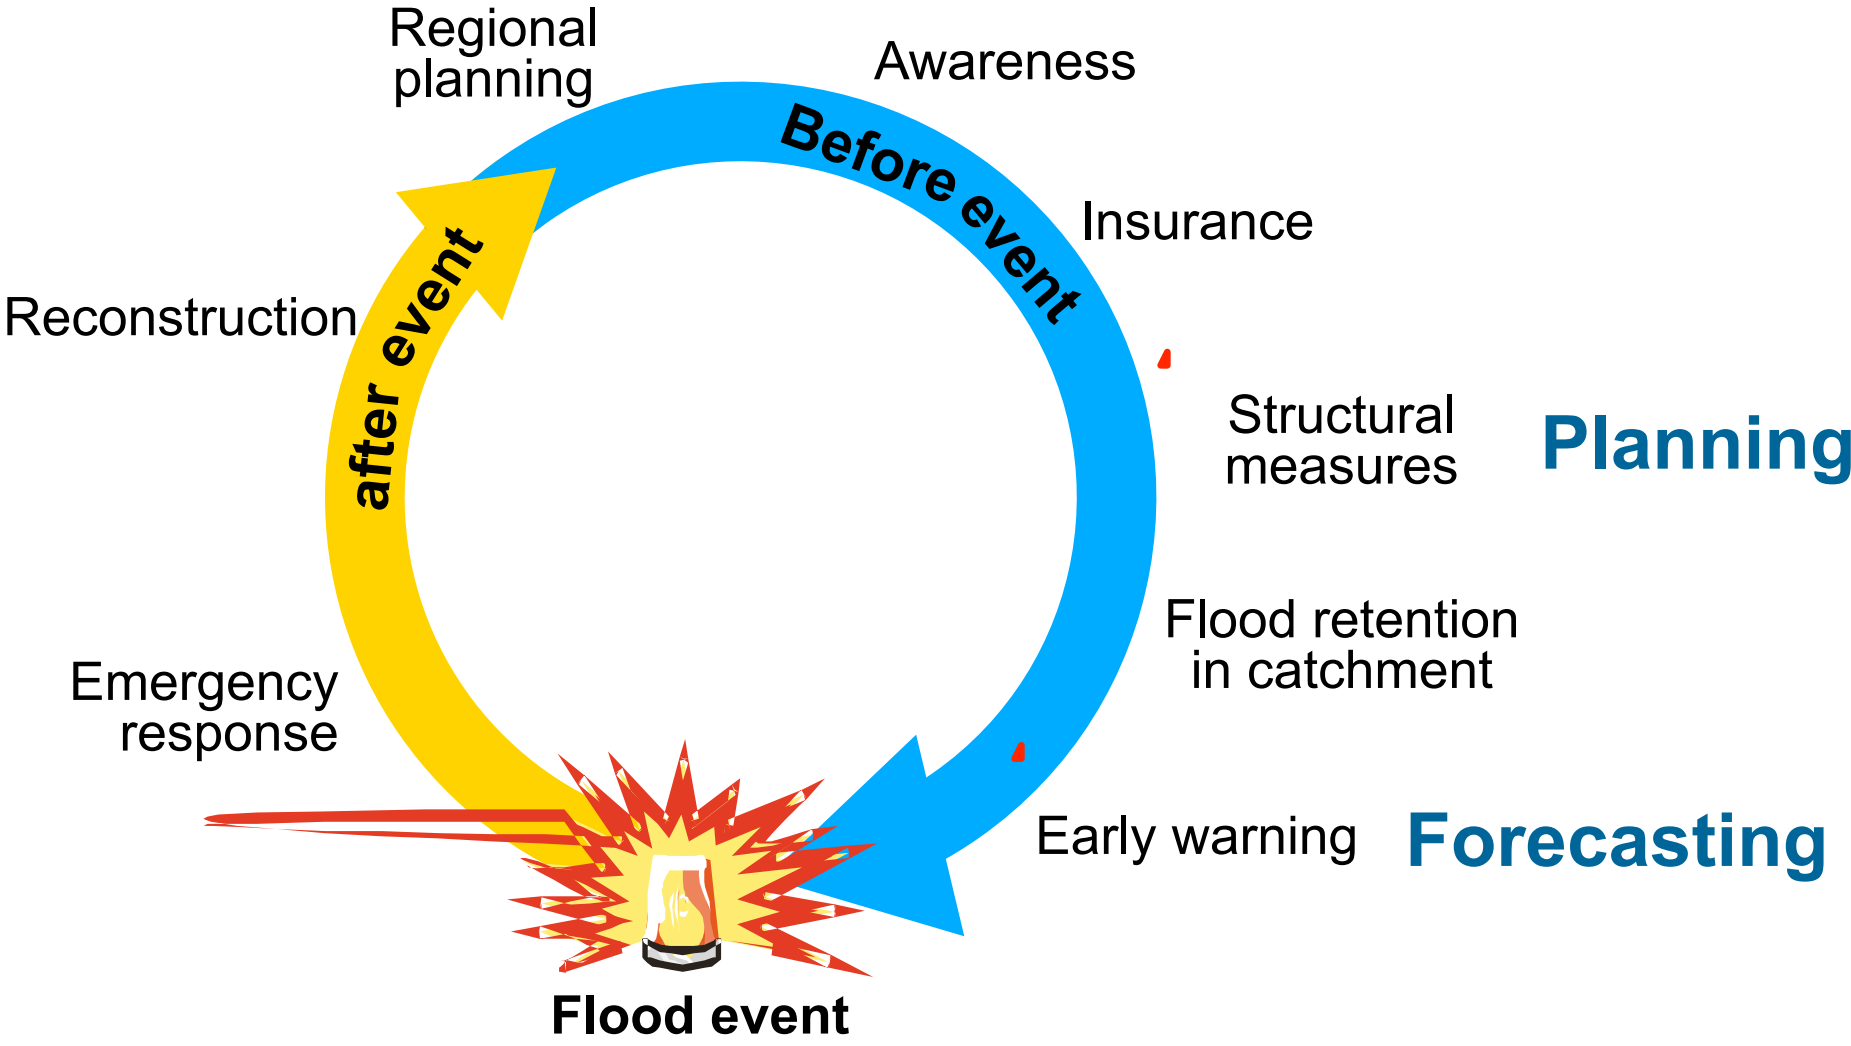 Regional
planning
Awareness
Before event
Insurance
after event
Reconstruction
Structural
measures
Planning
Flood retention
in catchment
Emergency
response
Early warning
Forecasting
Flood event